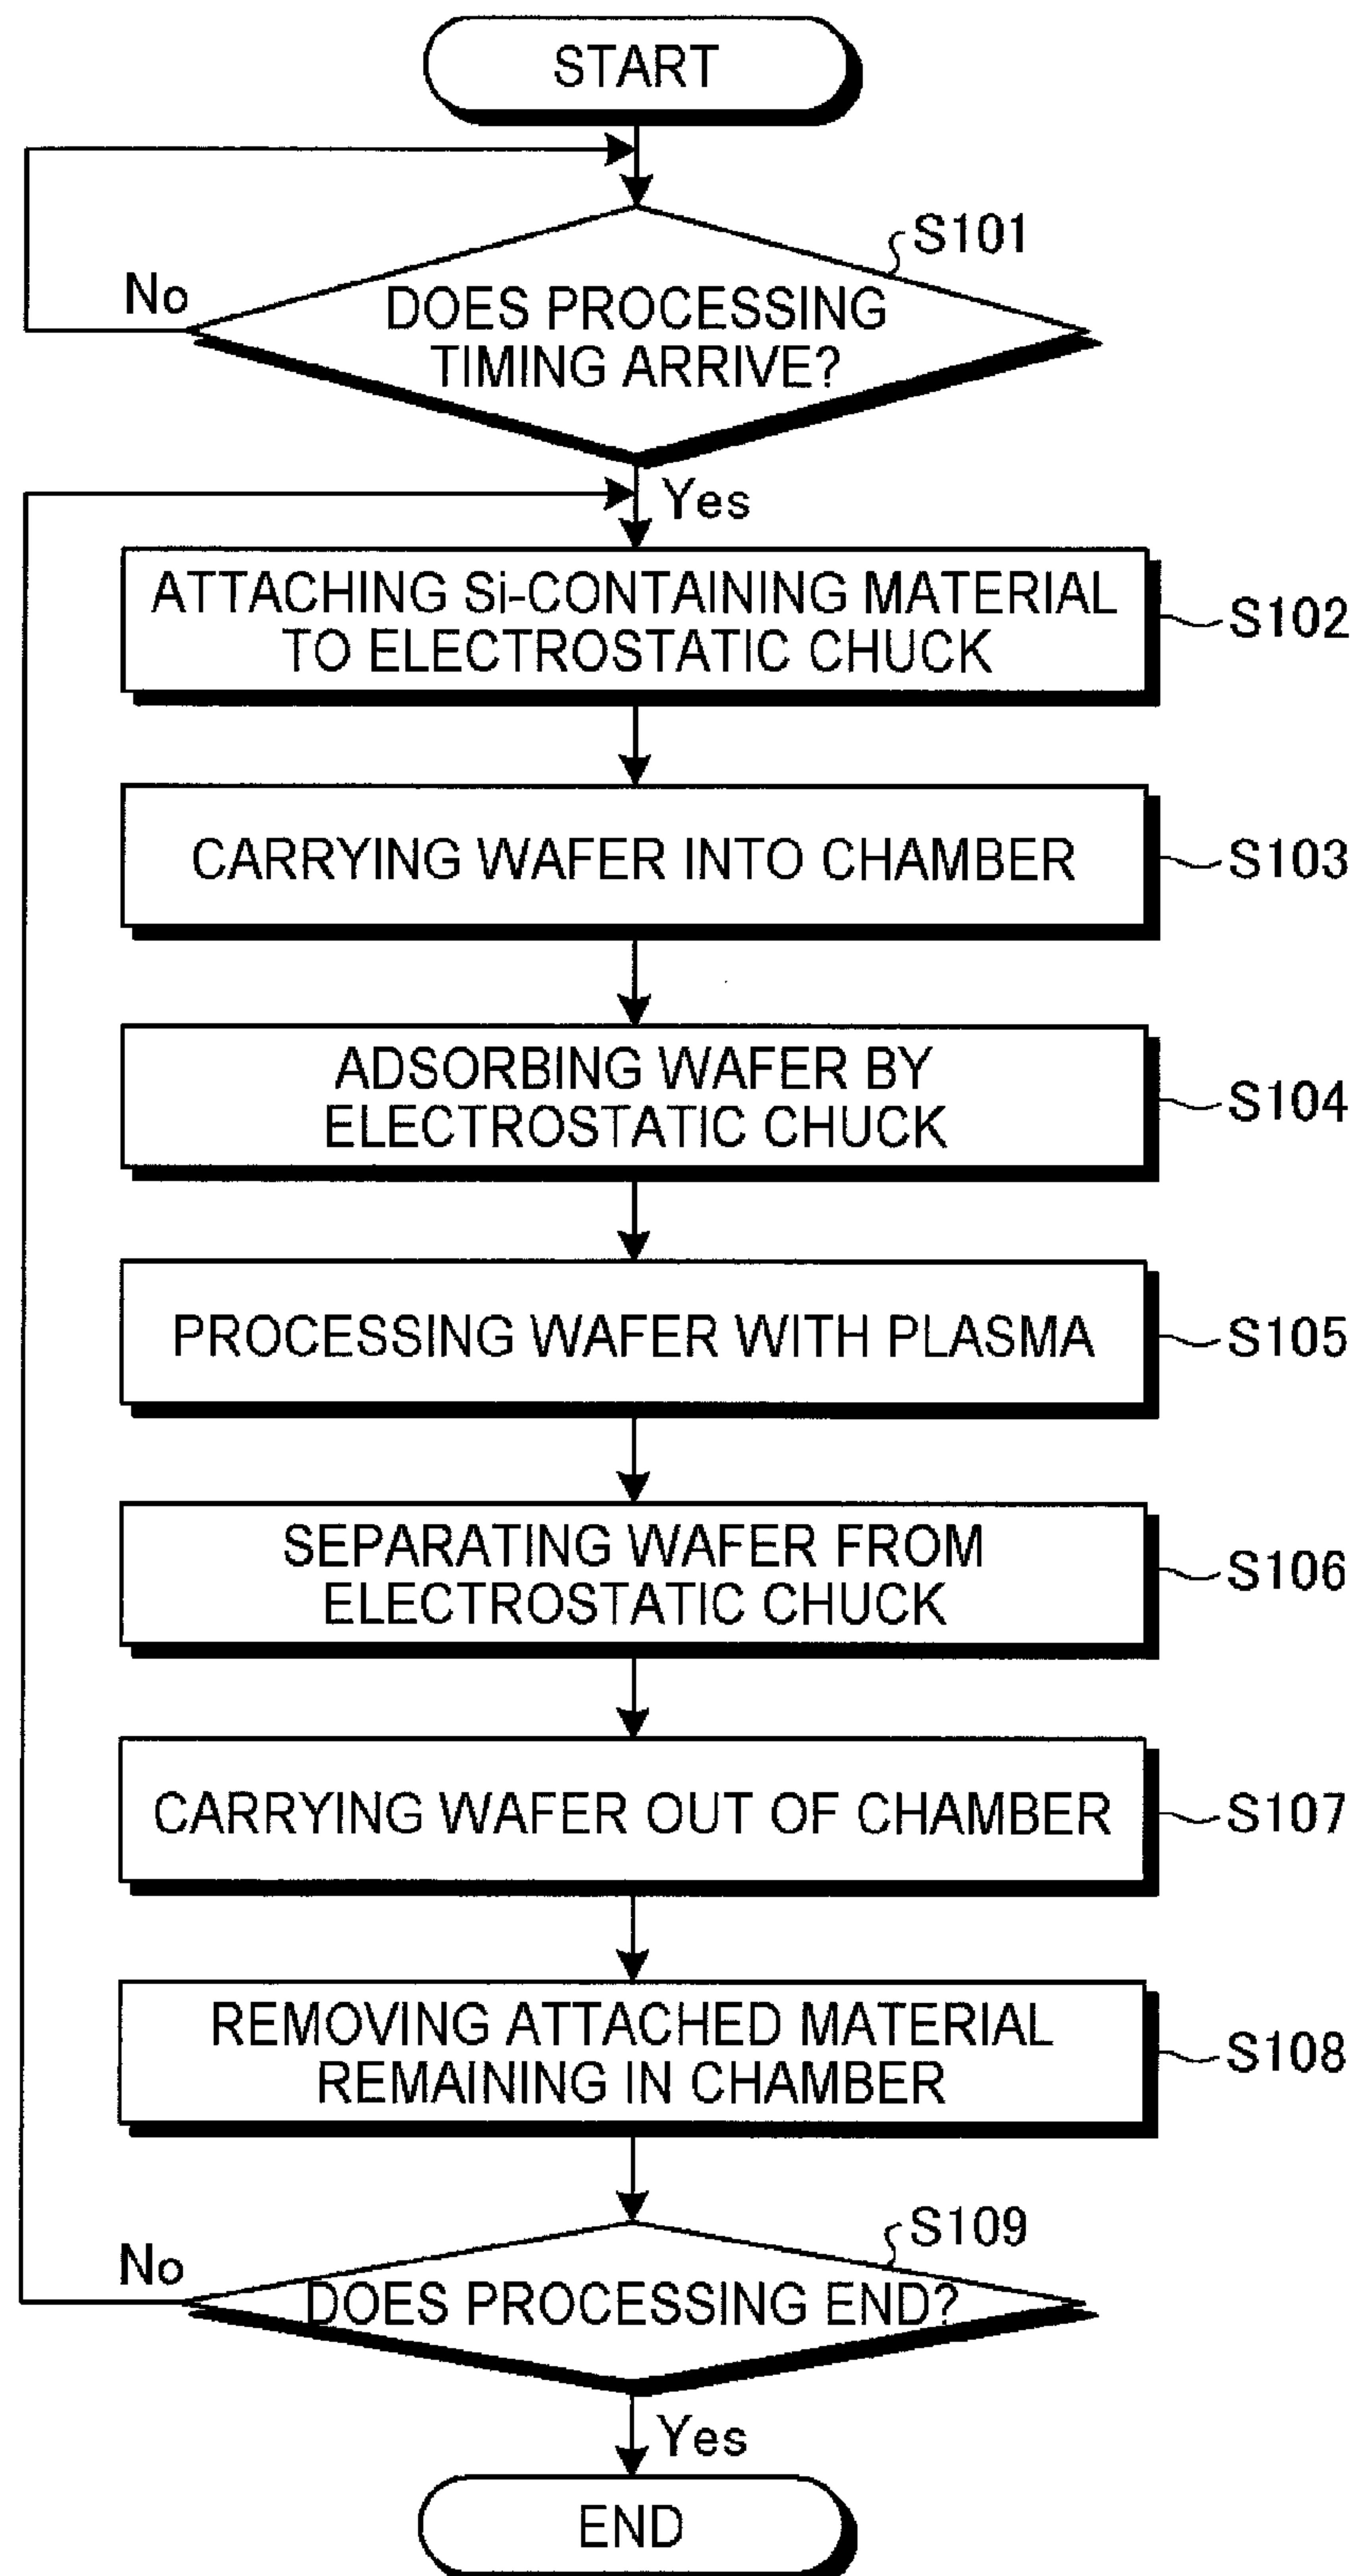 START
S101
No
DOES PROCESSING
TIMING ARRIVE?
Yes
ATTACHING Si-CONTAINING MATERIAL
TO ELECTROSTATIC CHUCK
S102
CARRYING WAFER INTO CHAMBER
S103
ADSORBING WAFER BY
ELECTROSTATIC CHUCK
S104
PROCESSING WAFER WITH PLASMA
S105
SEPARATING WAFER FROM
ELECTROSTATIC CHUCK
S106
CARRYING WAFER OUT OF CHAMBER
S107
REMOVING ATTACHED MATERIAL
REMAINING IN CHAMBER
S108
S109
No
DOES PROCESSING END?
Yes
END